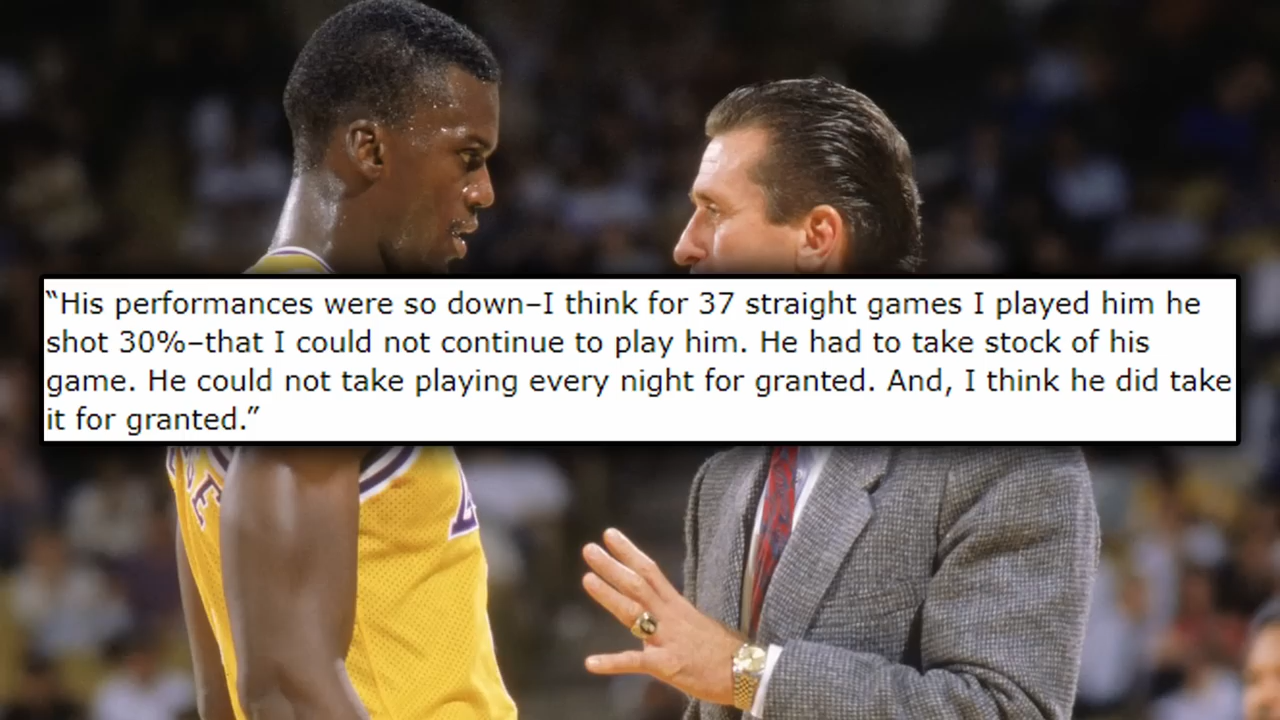 “His performances were so down–I think for 37 straight games I played him he
shot 30%–that I could not continue to play him. He had to take stock of his
game. He could not take playing every night for granted. And, I think he did take
it for granted.”